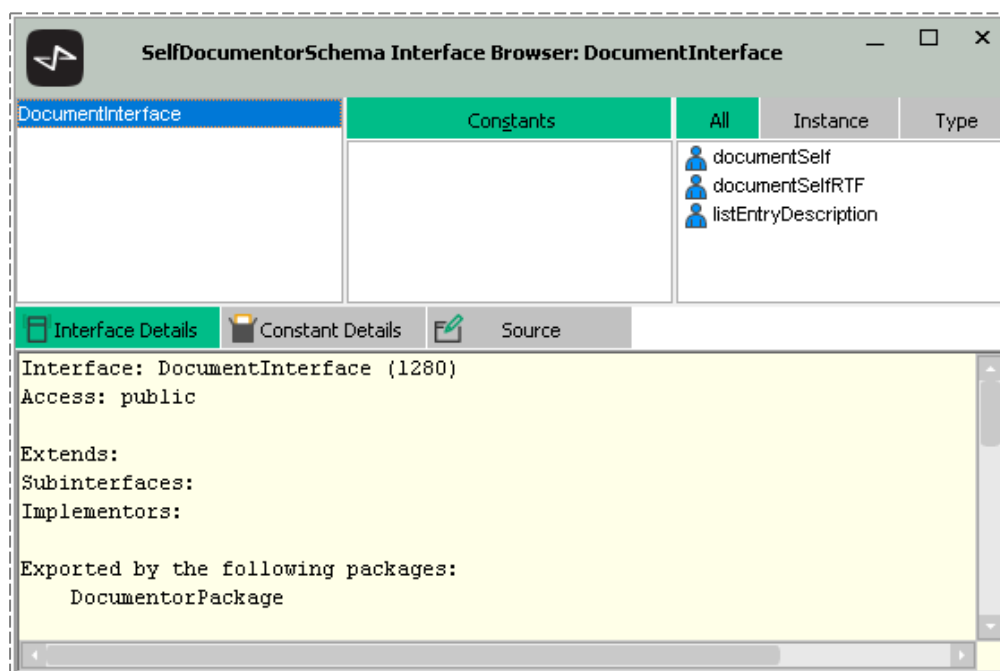 SelfDocumentorSchema Interface Browser: DocumentInterface
DocumentInterface
Constants
All
Instance
Type
documentSelf
documentSelfRTF
listEntryDescription
Interface Details
Constant Details
Source
Interface: DocumentInterface (1280)
Access: public
Extends:
Subinterfaces:
Implementors:
Exported by the following packages:
DocumentorPackage